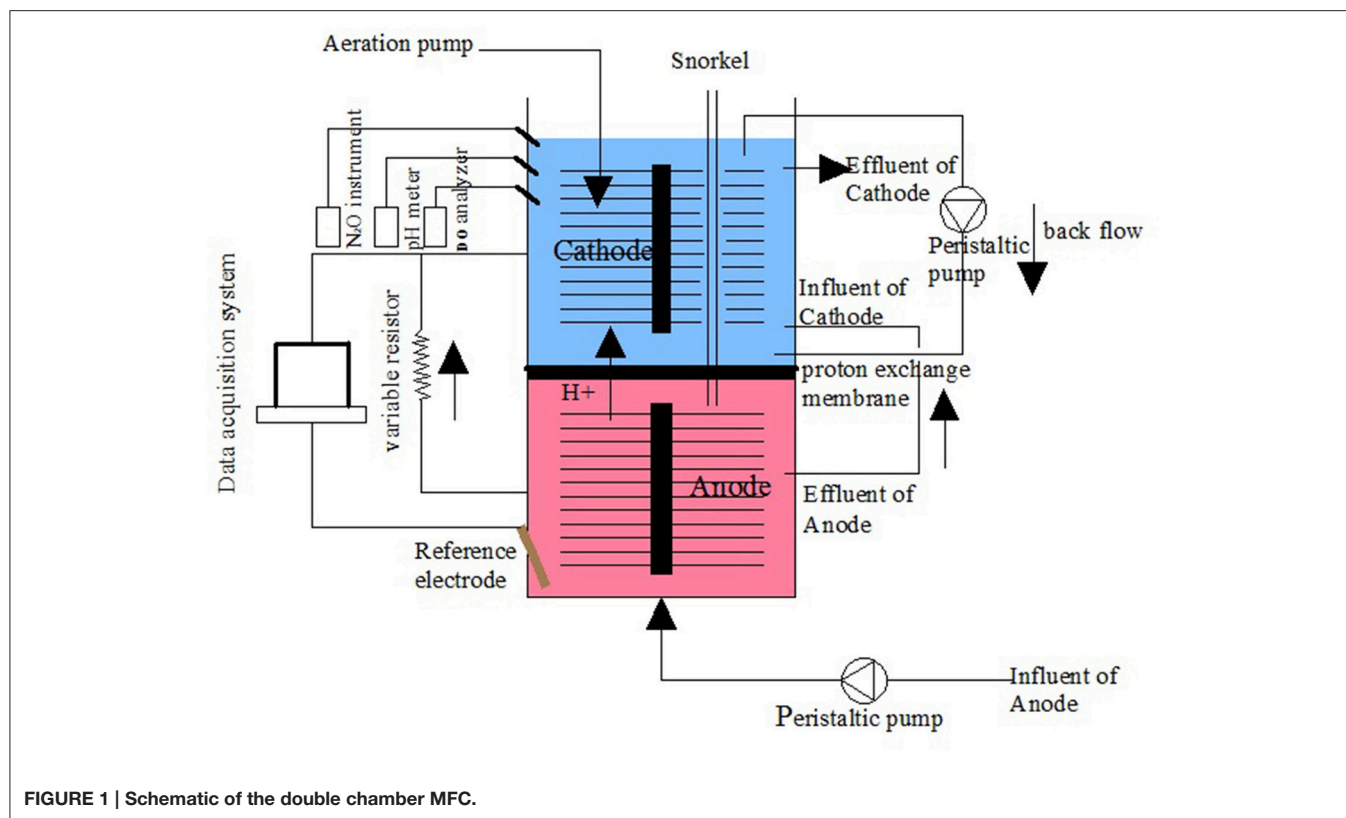 Aeration pump
Snorkel
N₂O instrument
pH meter
DO analyzer
Effluent of
Cathode
Peristaltic
pump
back flow
Cathode
Influent of
Cathode
Data acquisition system
variable resistor
proton exchange
membrane
H+
Anode
Effluent of
Anode
Reference
electrode
Influent of
Anode
Peristaltic pump
FIGURE 1 | Schematic of the double chamber MFC.